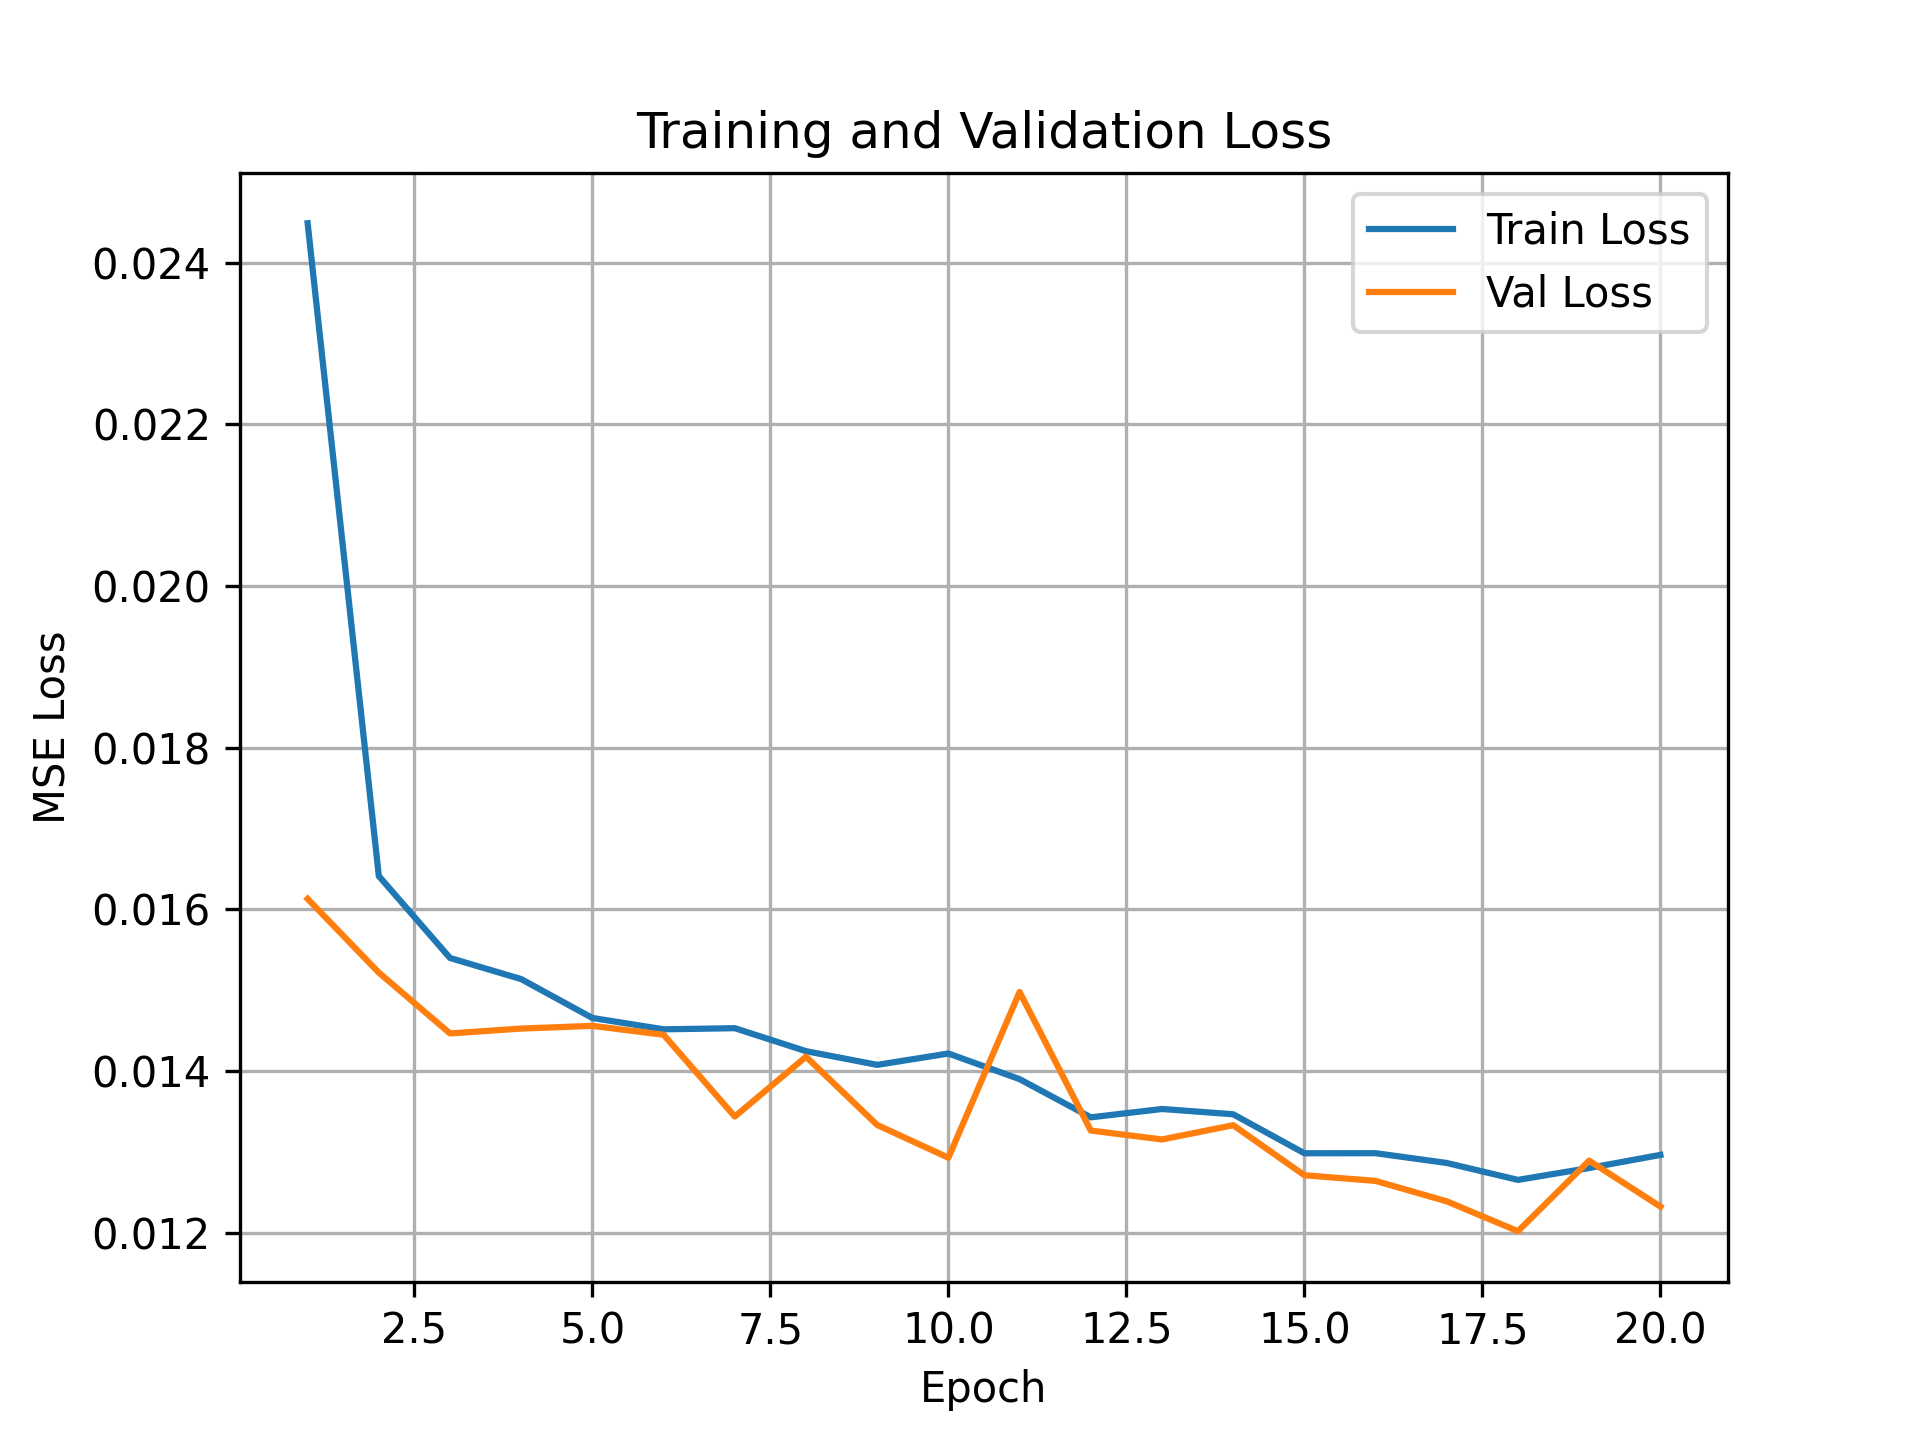 Training and Validation Loss
Train Loss
Val Loss
0.024
0.022
0.020
0.018
0.016
0.014
0.012
MSE Loss
2.5 5.0 7.5 10.0 12.5 15.0 17.5 20.0
Epoch